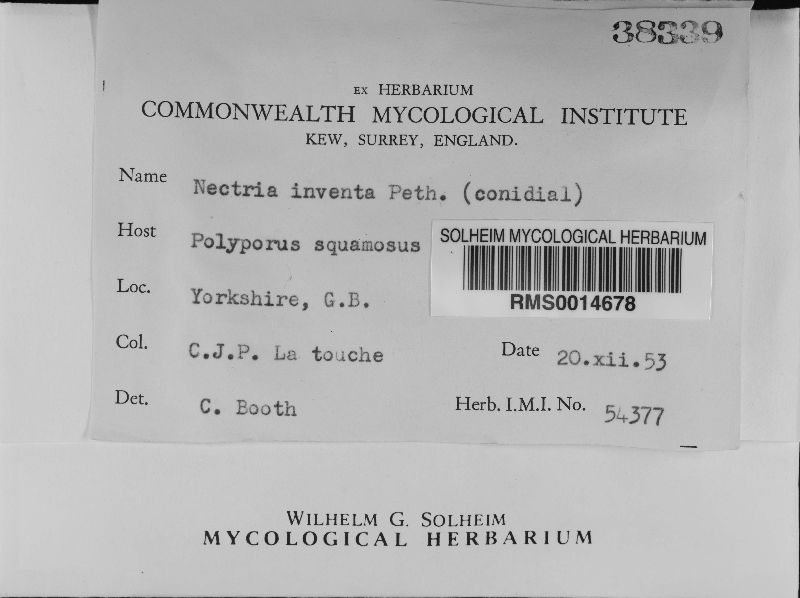 38339
EX HERBARIUM
COMMONWEALTH MYCOLOGICAL INSTITUTE
KEW, SURREY, ENGLAND.
Name Nectria inventa Peth. (conidial)
Host Polyporus squamosus
SOLHEIM MYCOLOGICAL HERBARIUM
RMS0014678
Loc. Yorkshire, G.B.
Col. C.J.P. La touche Date 20.xii.53
Det. C. Booth Herb. I.M.I. No. 54377
WILHELM G. SOLHEIM
MYCOLOGICAL HERBARIUM